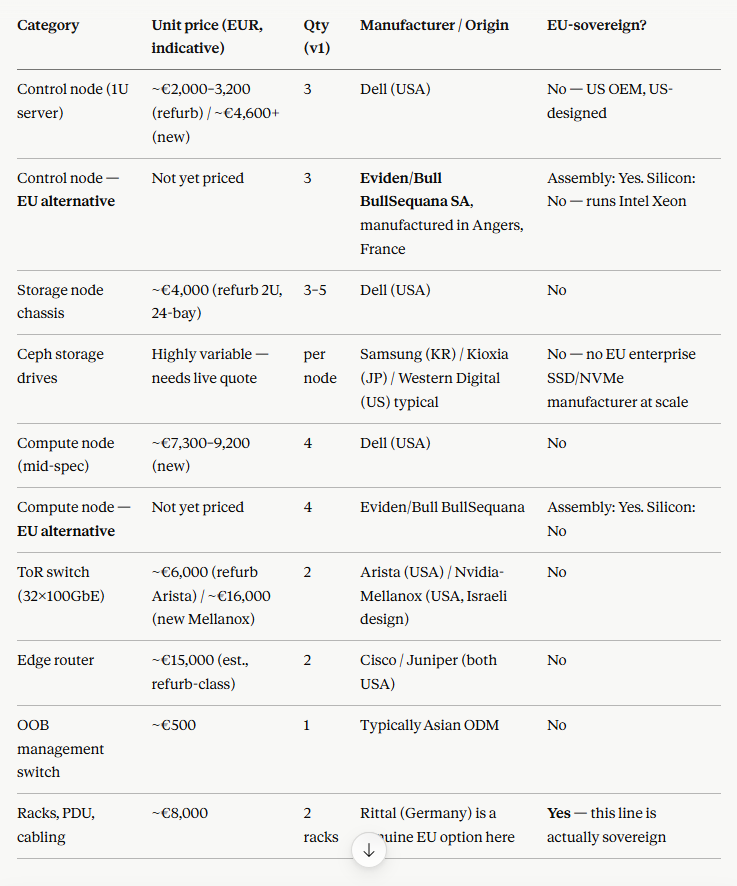 Category Unit price (EUR, Qty Manufacturer / Origin EU-sovereign?
indicative) (v1)
Control node (1U ~€2,000–3,200 3 Dell (USA) No — US OEM, US-
server) (refurb) / ~€4,600+ designed
(new)
Control node — Not yet priced 3 Eviden/Bull Assembly: Yes. Silicon:
EU alternative BullSequana SA, No — runs Intel Xeon
manufactured in Angers,
France
Storage node ~€4,000 (refurb 2U, 3–5 Dell (USA) No
chassis 24-bay)
Ceph storage Highly variable — per Samsung (KR) / Kioxia No — no EU enterprise
drives needs live quote node (JP) / Western Digital SSD/NVMe
(US) typical manufacturer at scale
Compute node ~€7,300–9,200 4 Dell (USA) No
(mid-spec) (new)
Compute node — Not yet priced 4 Eviden/Bull BullSequana Assembly: Yes. Silicon:
EU alternative No
ToR switch ~€6,000 (refurb 2 Arista (USA) / Nvidia- No
(32×100GbE) Arista) / ~€16,000 Mellanox (USA, Israeli
(new Mellanox) design)
Edge router ~€15,000 (est., 2 Cisco / Juniper (both No
refurb-class) USA)
OOB ~€500 1 Typically Asian ODM No
management
switch
Racks, PDU, ~€8,000 2 Rittal (Germany) is a Yes — this line is
cabling racks EU option here actually sovereign